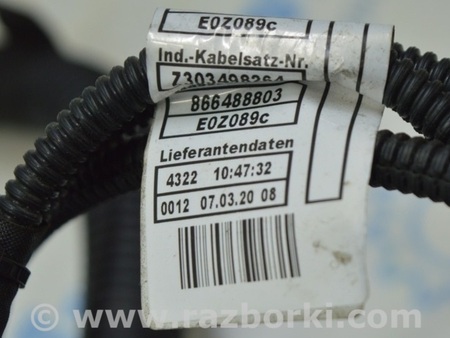 E0Z089c
Ind.-Kabelsatz-Nr.
866488803
E0Z089C
Lieferantendaten
4322 10:47:32
0012 07.03.20 08
www.razborki.com